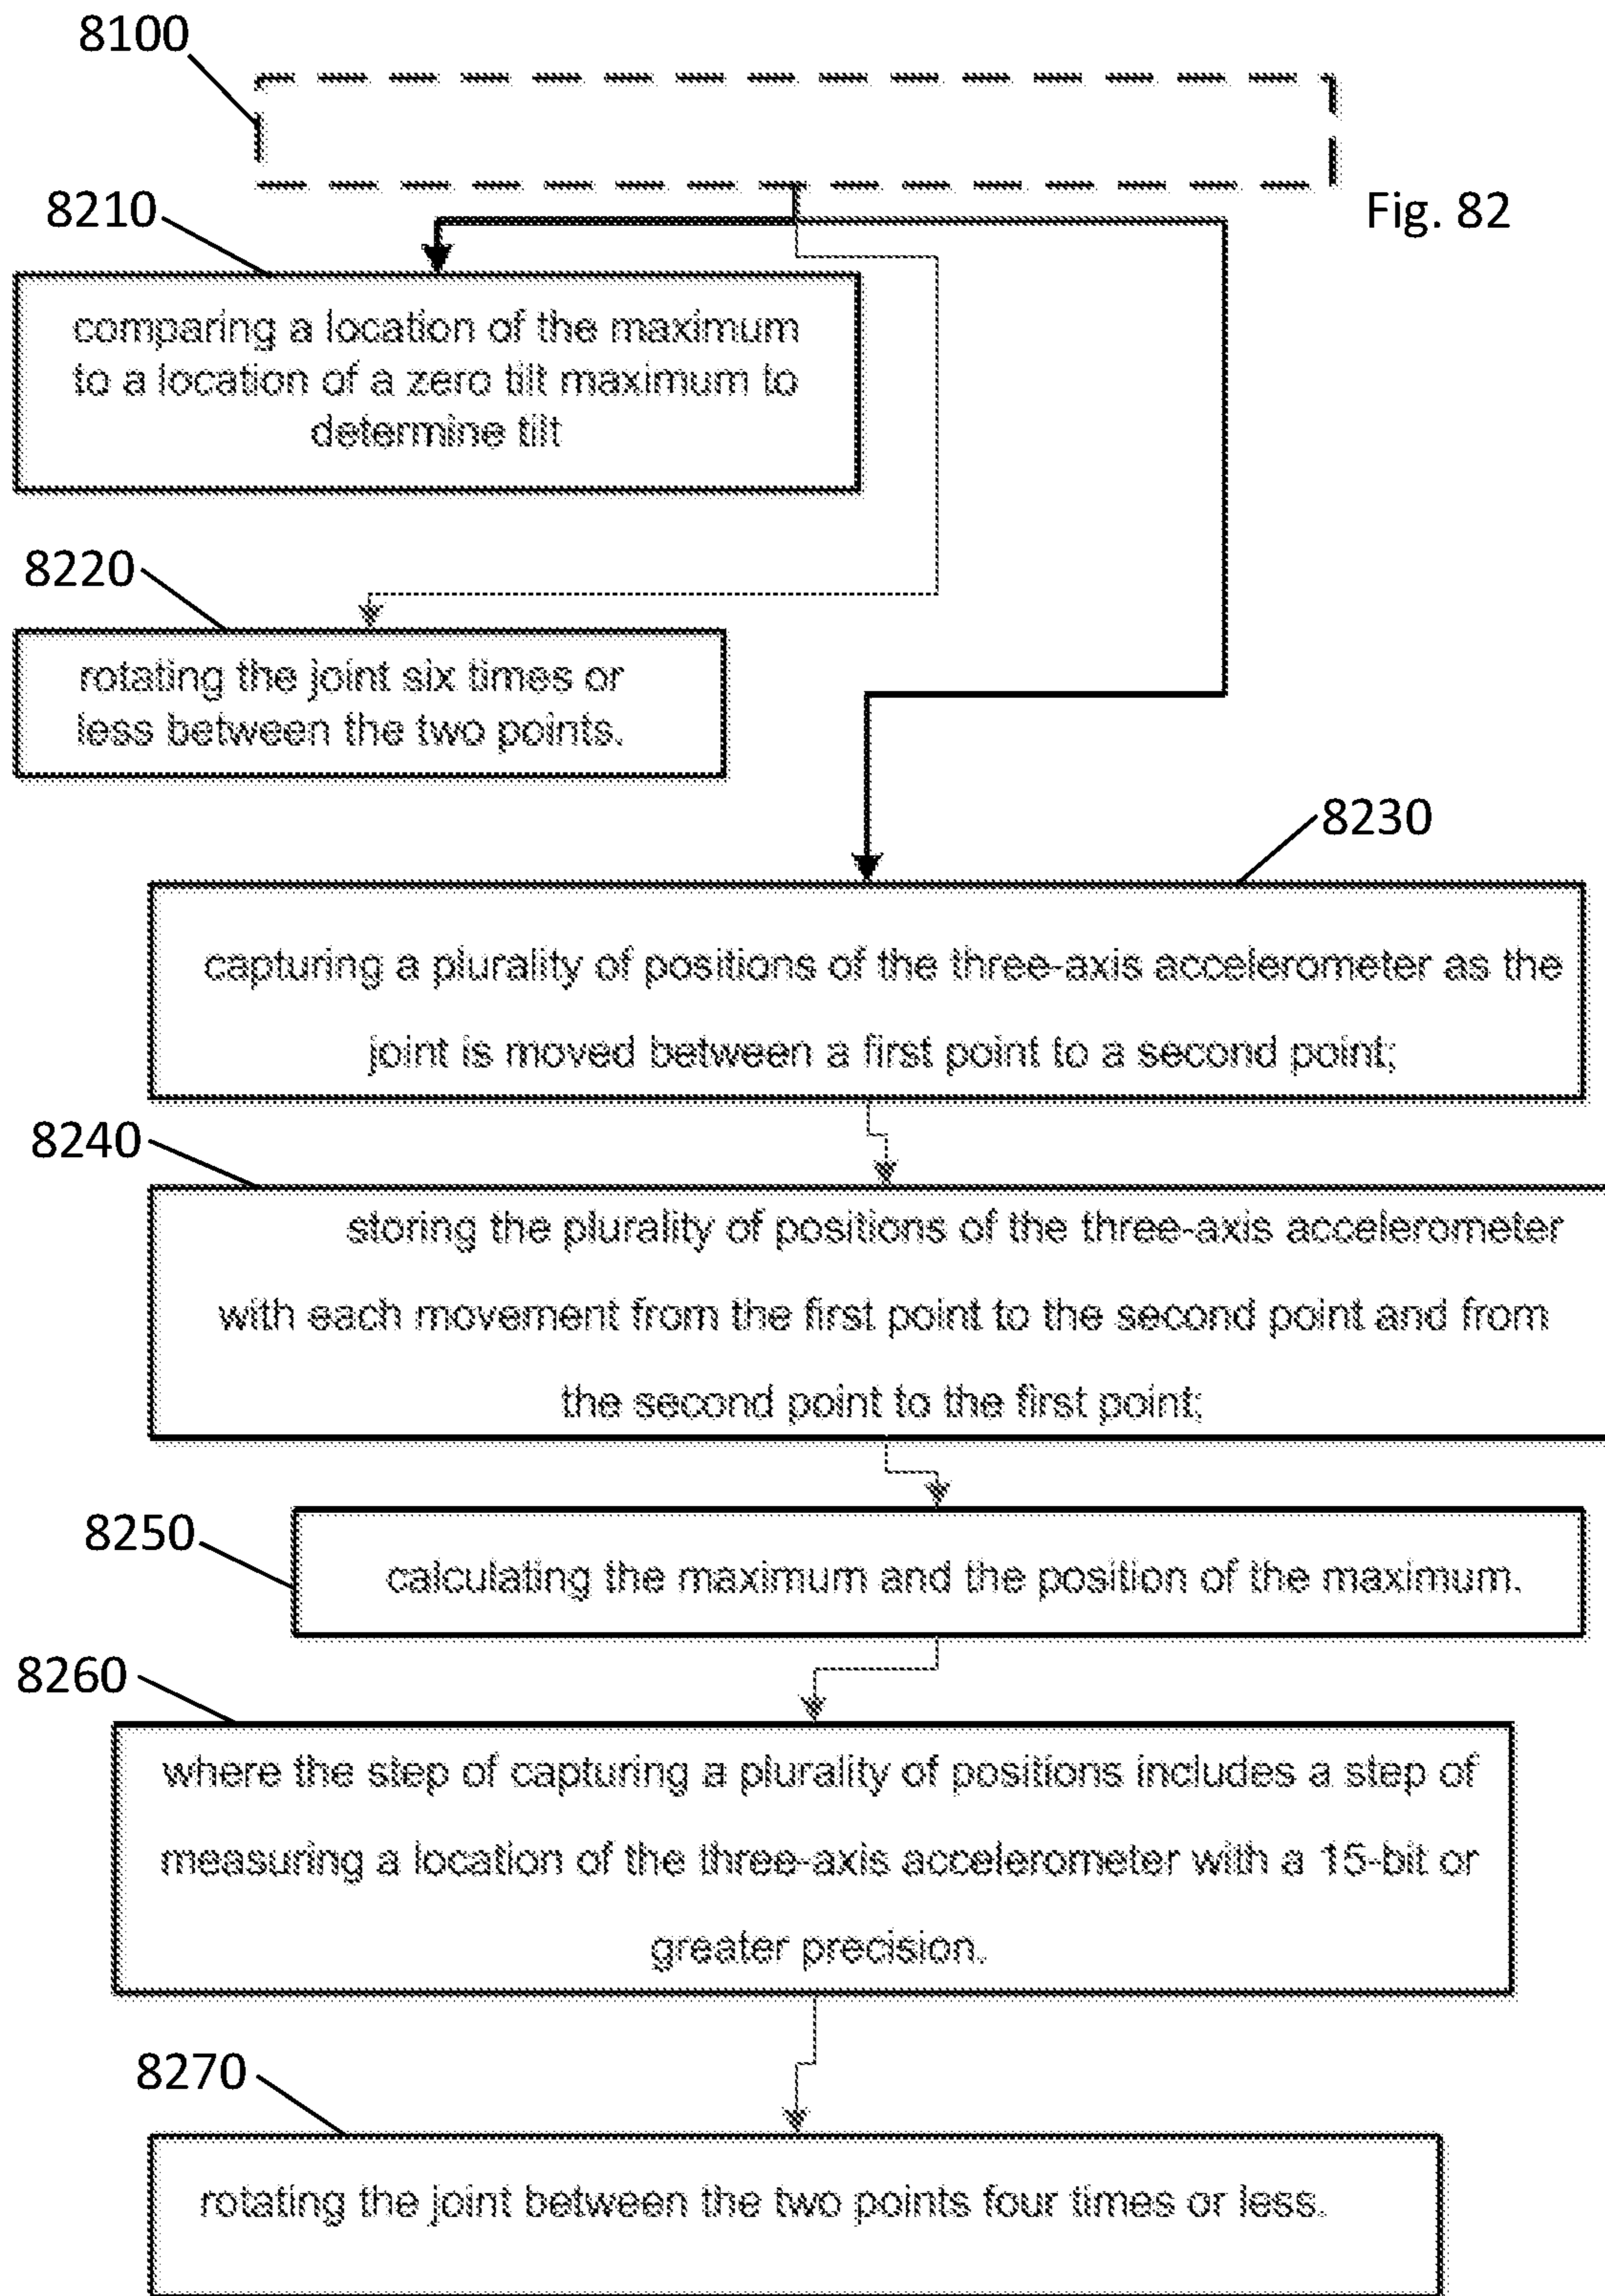 8100
Fig. 82
8210
comparing a location of the maximum
to a location of a zero tilt maximum to
determine tilt
8220
rotating the joint six times or
less between the two points.
8230
capturing a plurality of positions of the three-axis accelerometer as the
joint is moved between a first point to a second point;
8240
storing the plurality of positions of the three-axis accelerometer
with each movement from the first point to the second point and from
the second point to the first point;
8250
calculating the maximum and the position of the maximum.
8260
where the step of capturing a plurality of positions includes a step of
measuring a location of the three-axis accelerometer with a 15-bit or
greater precision.
8270
rotating the joint between the two points four times or less.